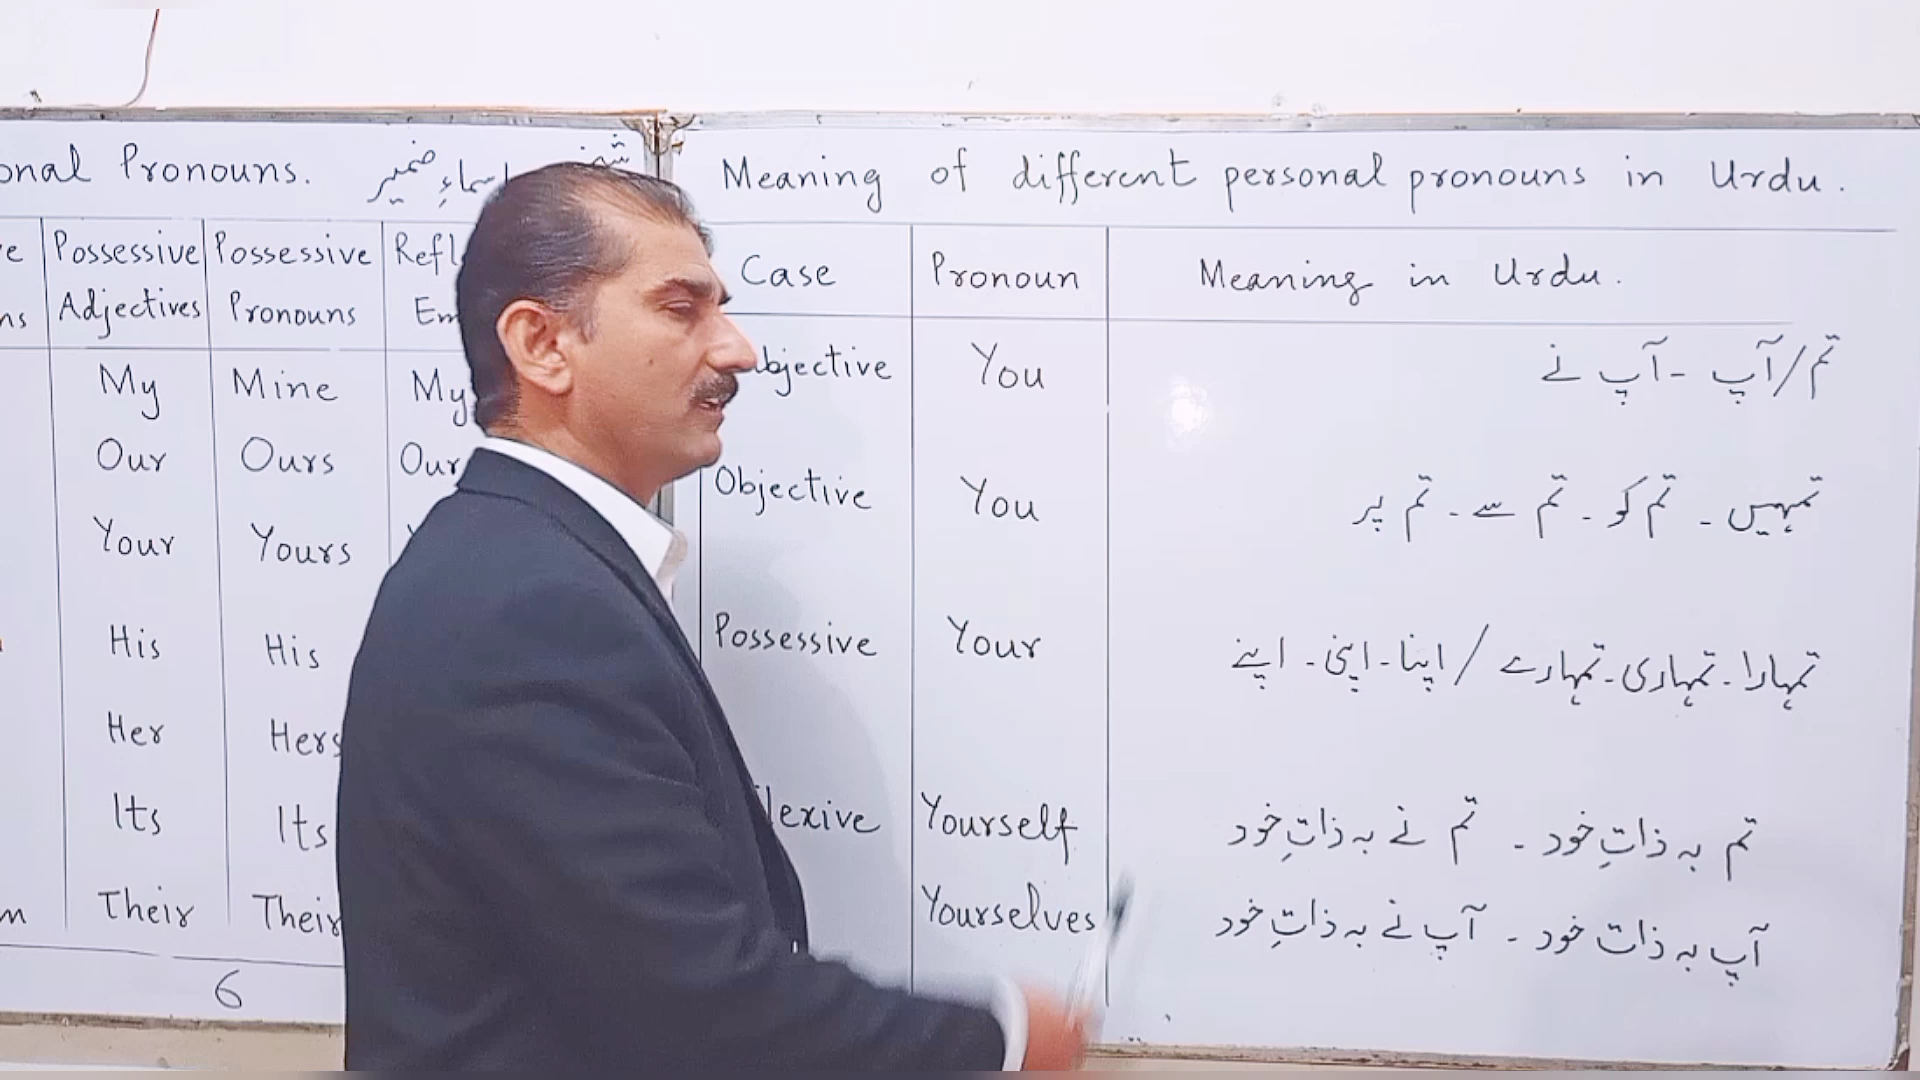 onal Pronouns. اسماءِ ضمیر
Possessive Adjectives
Possessive Pronouns
My Mine My
Our Ours Our
Your Yours
His His
Her Hers
Its Its
Their Their
6
Meaning of different personal pronouns in Urdu.
Case Pronoun Meaning in Urdu.
bjective You تم/آپ - آپ نے
Objective You تمہیں - تم کو - تم سے - تم پر
Possessive Your تمہارا - تمہاری - تمہارے / اپنا - اپنی - اپنے
lexive Yourself تم بہ ذاتِ خود - تم نے بہ ذاتِ خود
Yourselves آپ بہ ذات خود - آپ نے بہ ذاتِ خود